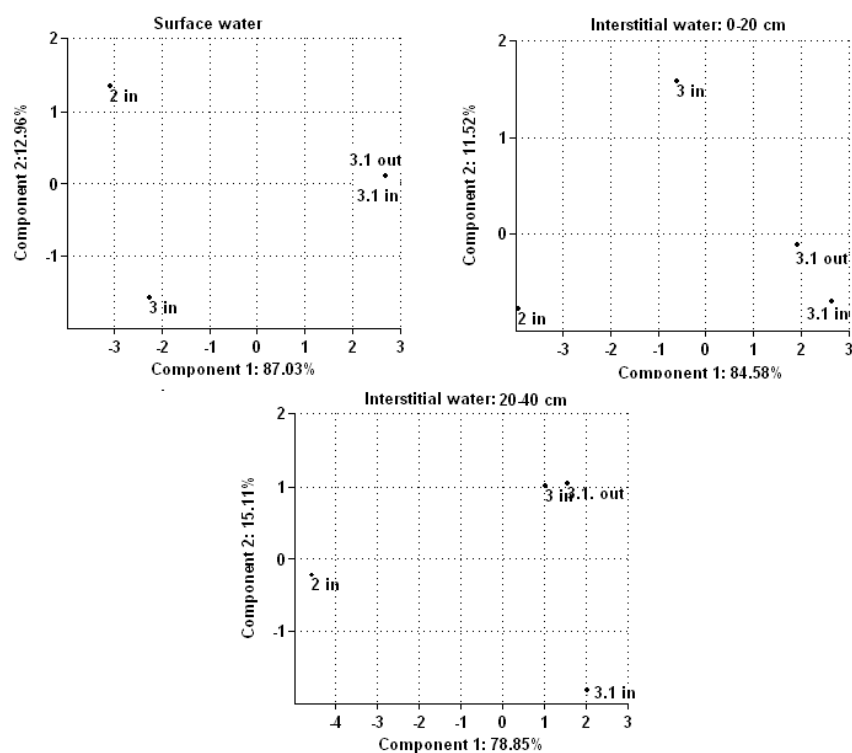 Surface water
2
1
0
-1
Component 2:12.96%
2 in
3.1 out
3.1 in
3 in
-3 -2 -1 0 1 2 3
Component 1: 87.03%
Interstitial water: 0-20 cm
2
1
0
Component 2: 11.52%
3 in
3.1 out
3.1 in
2 in
-3 -2 -1 0 1 2 3
Component 1: 84.58%
Interstitial water: 20-40 cm
2
1
0
-1
Component 2: 15.11%
3 in
3.1. out
2 in
3.1 in
-4 -3 -2 -1 0 1 2 3
Component 1: 78.85%